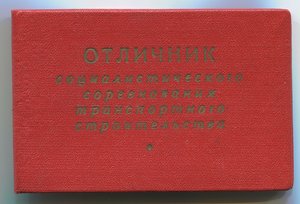 ОТЛИЧНИК
социалистического
соревнования
транспортного
строительства